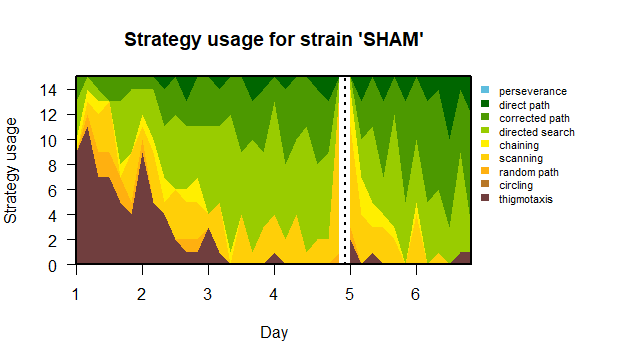 Strategy usage for strain 'SHAM'
Strategy usage
14
12
10
8
6
4
2
0
1 2 3 4 5 6
Day
perseverance
direct path
corrected path
directed search
chaining
scanning
random path
circling
thigmotaxis